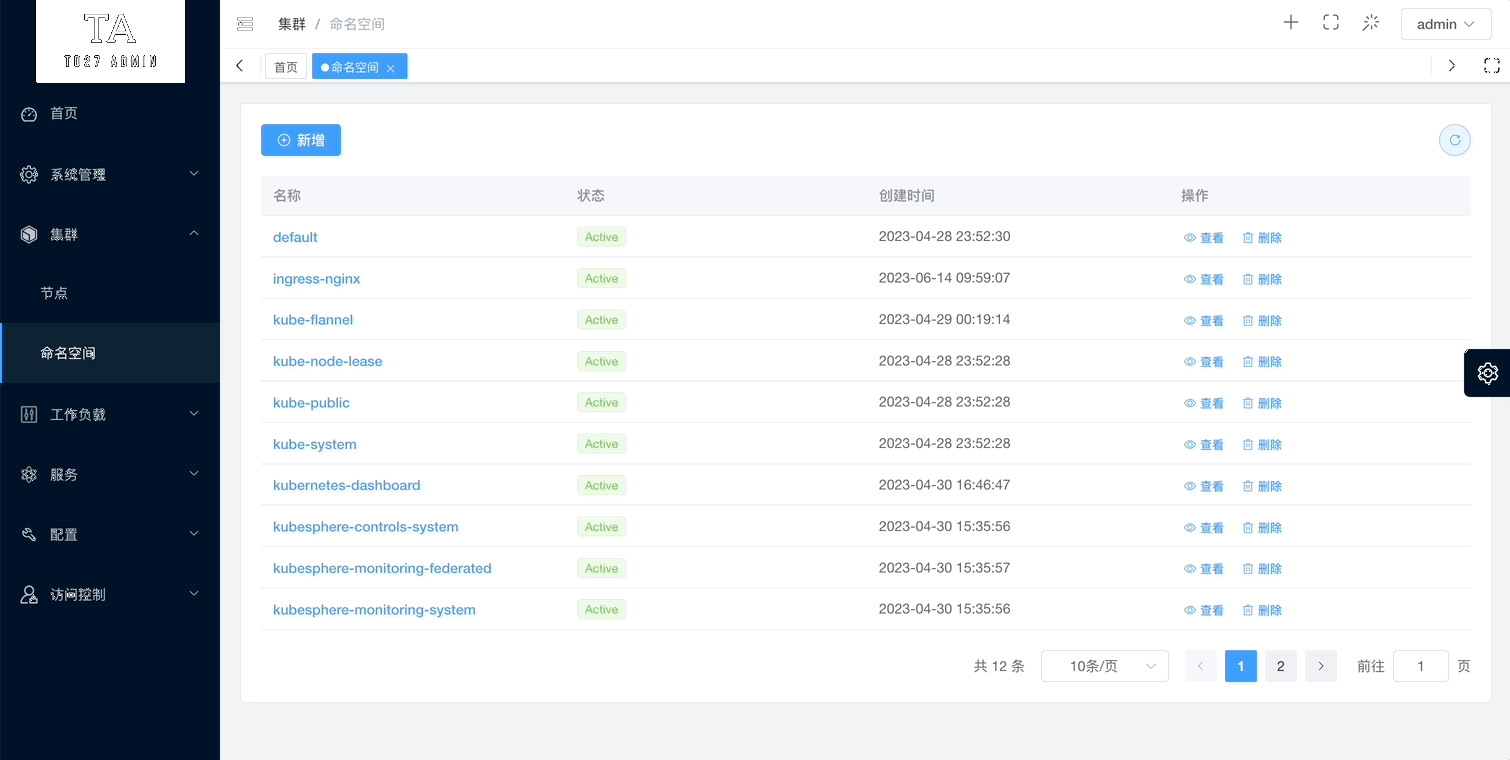 TA
TO27 ADMIN
首页
系统管理
集群
节点
命名空间
工作负载
服务
配置
访问控制
集群 / 命名空间
admin
首页
命名空间
新增
名称 状态 创建时间 操作
default Active 2023-04-28 23:52:30 查看 删除
ingress-nginx Active 2023-06-14 09:59:07 查看 删除
kube-flannel Active 2023-04-29 00:19:14 查看 删除
kube-node-lease Active 2023-04-28 23:52:28 查看 删除
kube-public Active 2023-04-28 23:52:28 查看 删除
kube-system Active 2023-04-28 23:52:28 查看 删除
kubernetes-dashboard Active 2023-04-30 16:46:47 查看 删除
kubesphere-controls-system Active 2023-04-30 15:35:56 查看 删除
kubesphere-monitoring-federated Active 2023-04-30 15:35:57 查看 删除
kubesphere-monitoring-system Active 2023-04-30 15:35:56 查看 删除
共 12 条 10条/页 1 2 前往 1 页